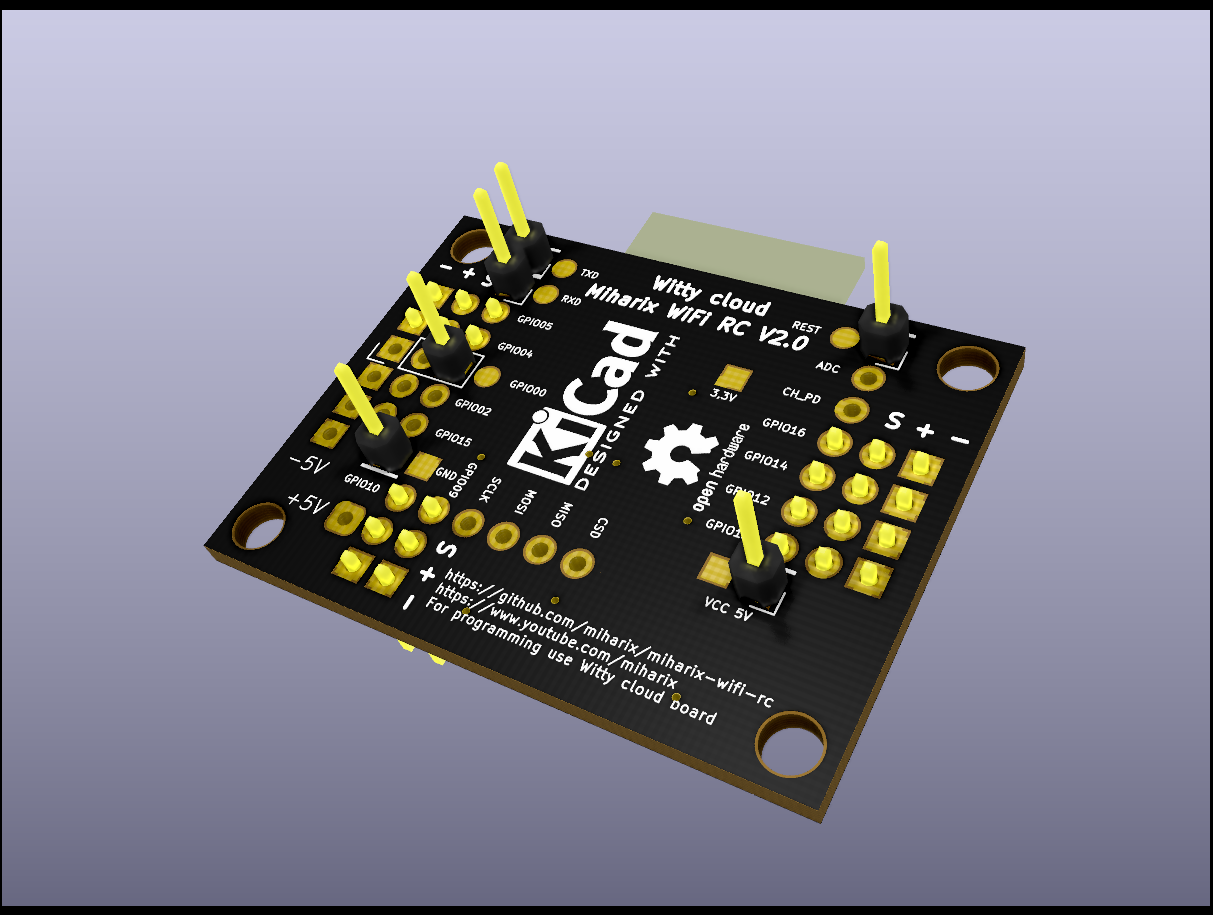 Witty cloud
Miharix WiFi RC V2.0
TXD
RXD
- + S
GPIO05
GPIO04
GPIO00
GPIO02
GPIO15
GND
GPIO10
GPIO09
SCLK
MOSI
MISO
CSD
-5V
+5V
S
+
-
KiCad
DESIGNED WITH
REST
ADC
CH_PD
3.3V
S + -
GPIO16
GPIO14
open hardware
VCC 5V
https://github.com/miharix/miharix-wifi-rc
https://www.youtube.com/miharix
For programming use Witty cloud board